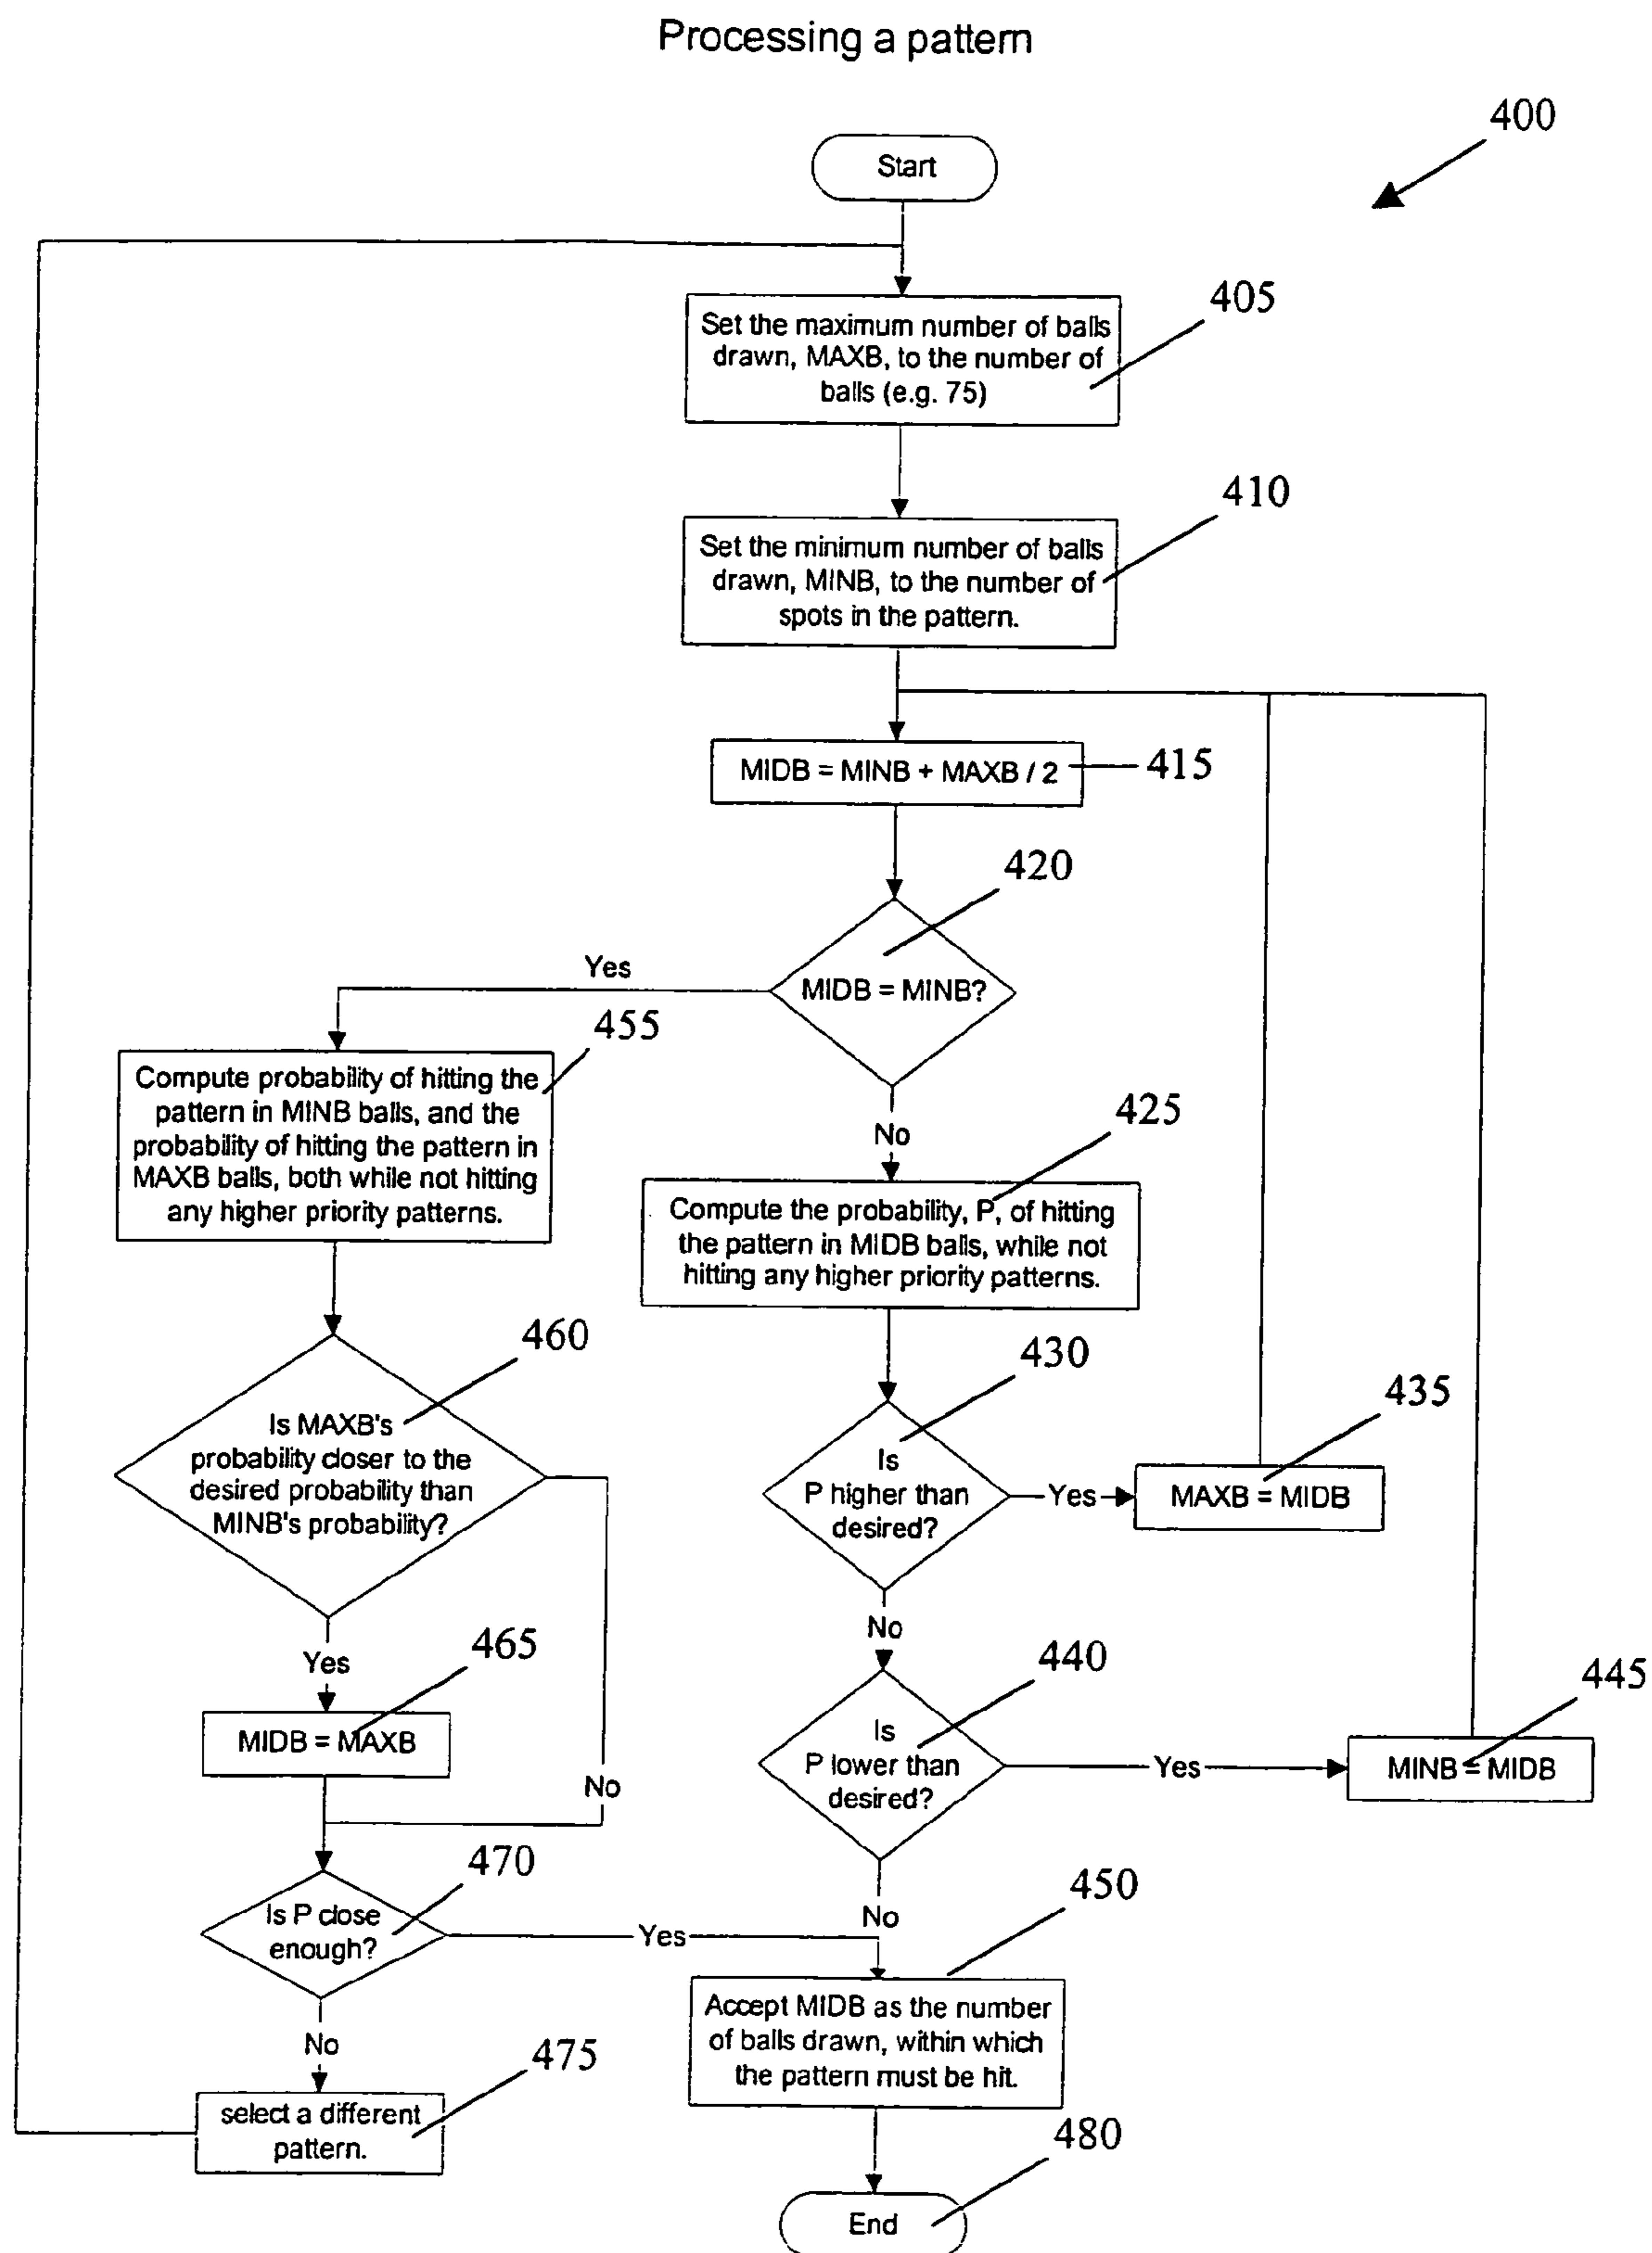 Processing a pattern
400
Start
405
Set the maximum number of balls
drawn, MAXB, to the number of
balls (e.g. 75)
410
Set the minimum number of balls
drawn, MINB, to the number of
spots in the pattern.
MIDB = MINB + MAXB / 2
415
420
MIDB = MINB?
Yes
No
455
Compute probability of hitting the
pattern in MINB balls, and the
probability of hitting the pattern in
MAXB balls, both while not hitting
any higher priority patterns.
425
Compute the probability, P, of hitting
the pattern in MIDB balls, while not
hitting any higher priority patterns.
460
Is MAXB's
probability closer to the
desired probability than
MINB's probability?
430
Is
P higher than
desired?
Yes
435
MAXB = MIDB
No
Yes
465
MIDB = MAXB
No
440
Is
P lower than
desired?
Yes
445
MINB = MIDB
No
470
Is P close
enough?
Yes
No
450
Accept MIDB as the number
of balls drawn, within which
the pattern must be hit.
475
select a different
pattern.
480
End